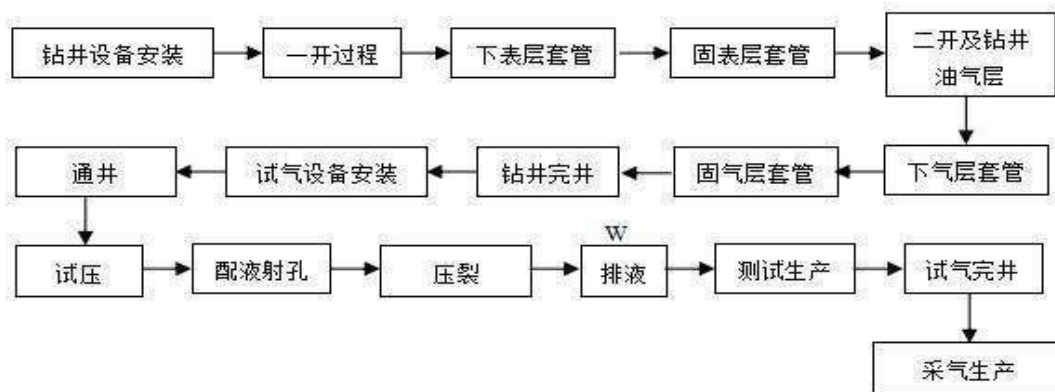 钻井设备安装
一开过程
下表层套管
固表层套管
二开及钻井
油气层
下气层套管
固气层套管
钻井完井
试气设备安装
通井
试压
配液射孔
压裂
W
排液
测试生产
试气完井
采气生产